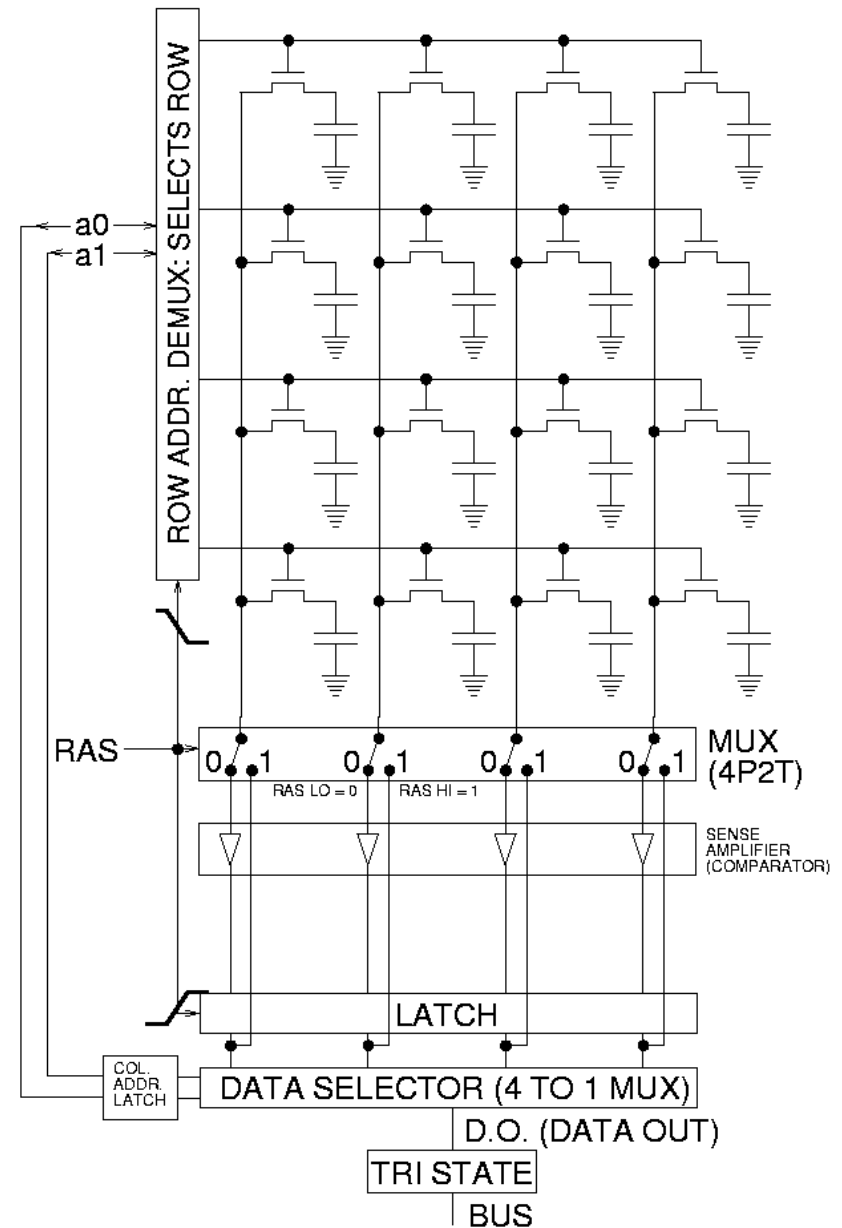 ROW ADDR. DEMUX: SELECTS ROW
a0
a1
RAS
0 1 0 1 0 1 0 1
MUX
(4P2T)
RAS LO = 0 RAS HI = 1
SENSE
AMPLIFIER
(COMPARATOR)
LATCH
COL.
ADDR.
LATCH
DATA SELECTOR (4 TO 1 MUX)
D.O. (DATA OUT)
TRI STATE
BUS